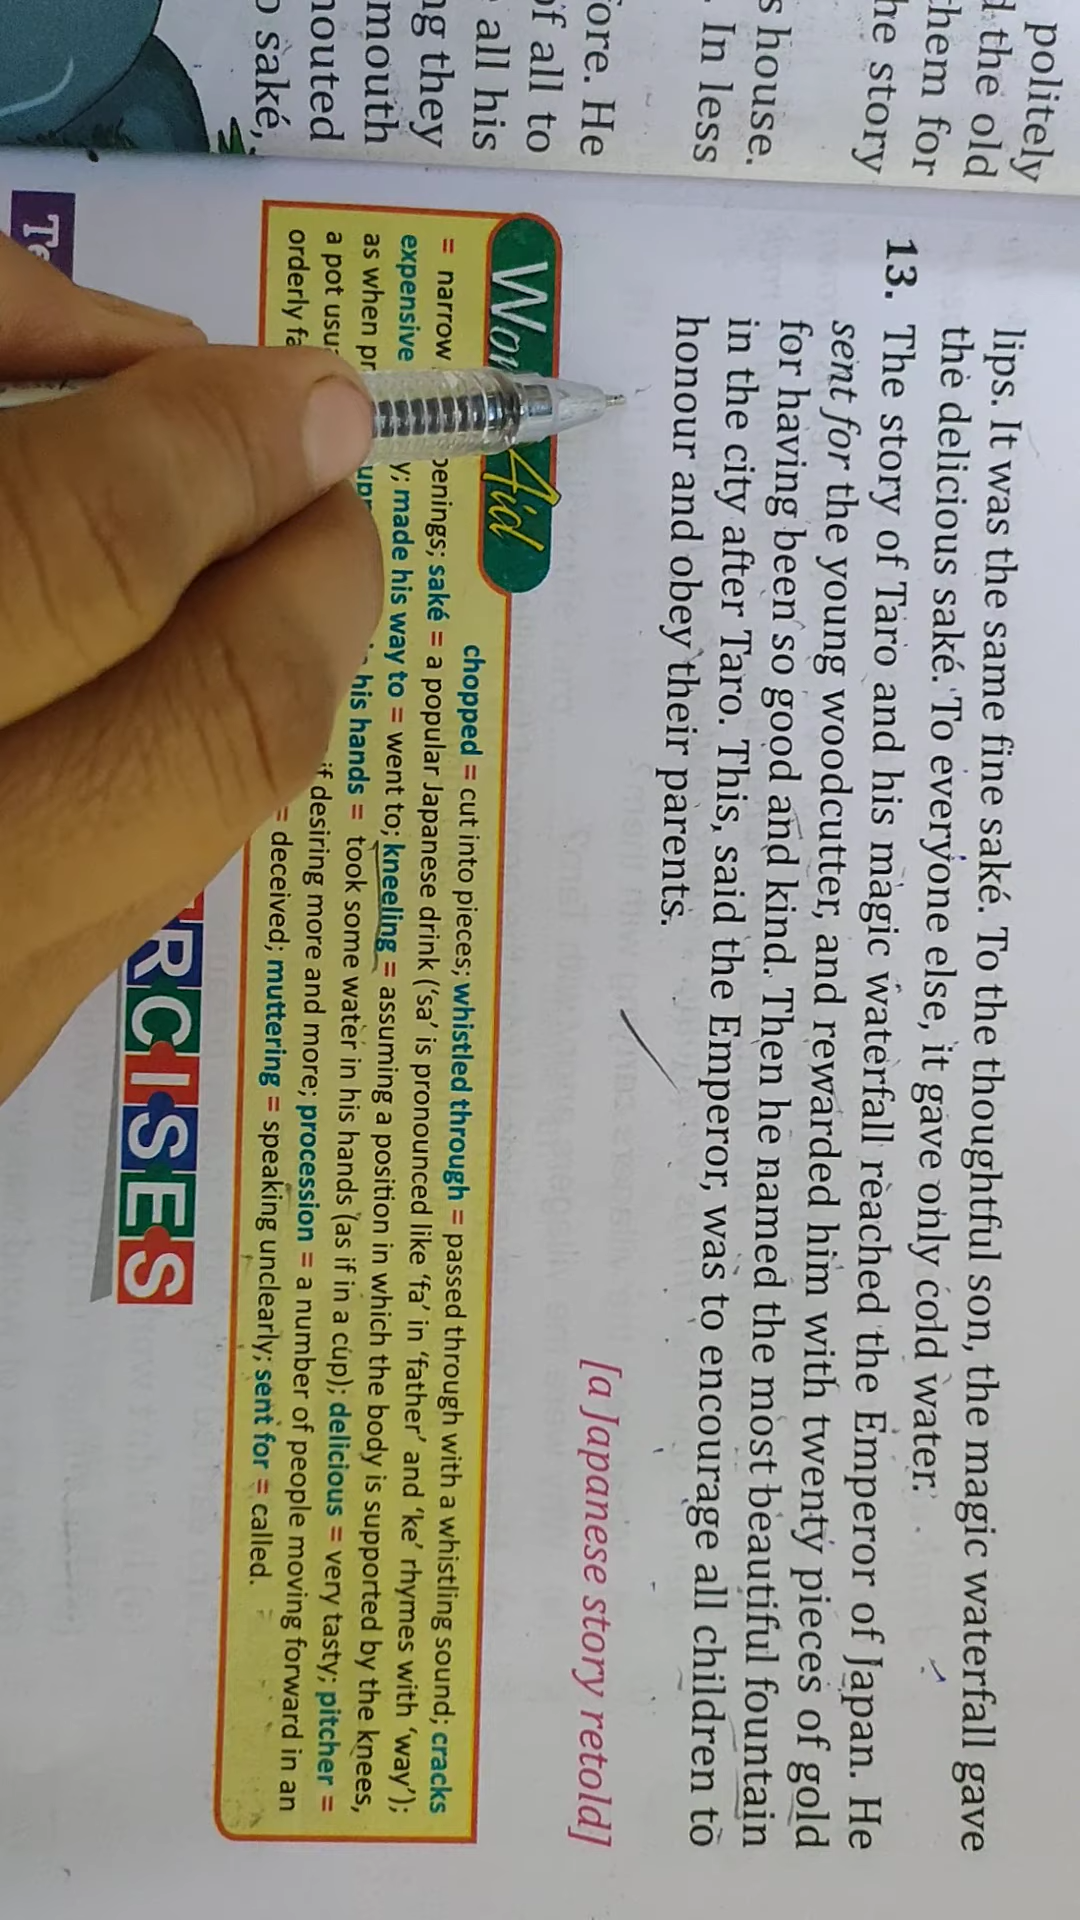 politely
the old
them for
he story
s house.
In less
fore. He
of all to
all his
ng they
mouth
houted
saké,
lips. It was the same fine saké. To the thoughtful son, the magic waterfall gave
the delicious saké. To everyone else, it gave only cold water.
13. The story of Taro and his magic waterfall reached the Emperor of Japan. He
sent for the young woodcutter, and rewarded him with twenty pieces of gold
for having been so good and kind. Then he named the most beautiful fountain
in the city after Taro. This, said the Emperor, was to encourage all children to
honour and obey their parents.
[a Japanese story retold]
Aid
chopped = cut into pieces; whistled through = passed through with a whistling sound; cracks
= narrow penings; saké = a popular Japanese drink ('sa' is pronounced like 'fa' in 'father' and 'ke' rhymes with 'way');
expensive y; made his way to = went to; kneeling = assuming a position in which the body is supported by the knees,
as when pr his hands = took some water in his hands (as if in a cup); delicious = very tasty; pitcher =
a pot usu if desiring more and more; procession = a number of people moving forward in an
orderly fa = deceived; muttering = speaking unclearly; sent for = called.
RCISES